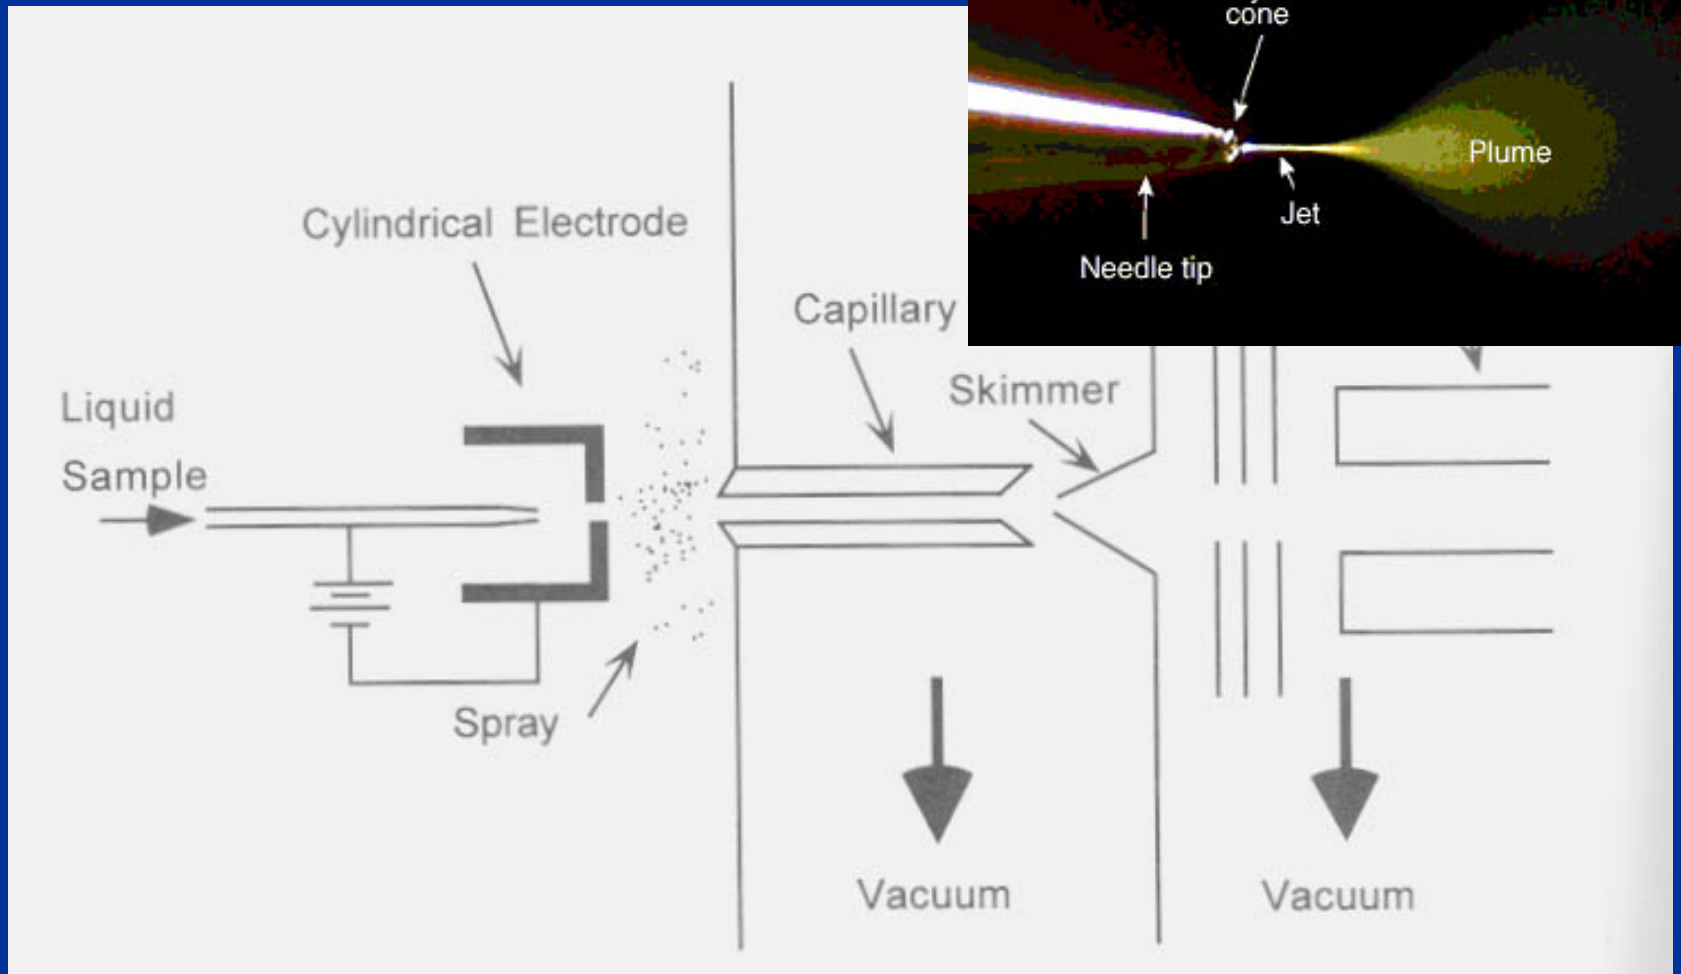 cone
Plume
Jet
Needle tip
Cylindrical Electrode
Capillary
Skimmer
Liquid
Sample
Spray
Vacuum
Vacuum